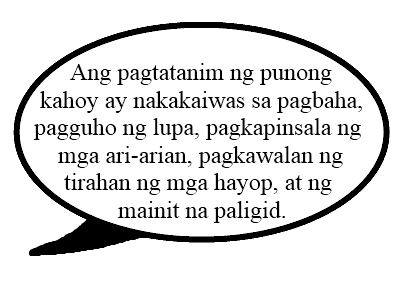 Ang pagtatanim ng punong
kahoy ay nakakaiwas sa pagbaha,
pagguho ng lupa, pagkapinsala ng
mga ari-arian, pagkawalan ng
tirahan ng mga hayop, at ng
mainit na paligid.